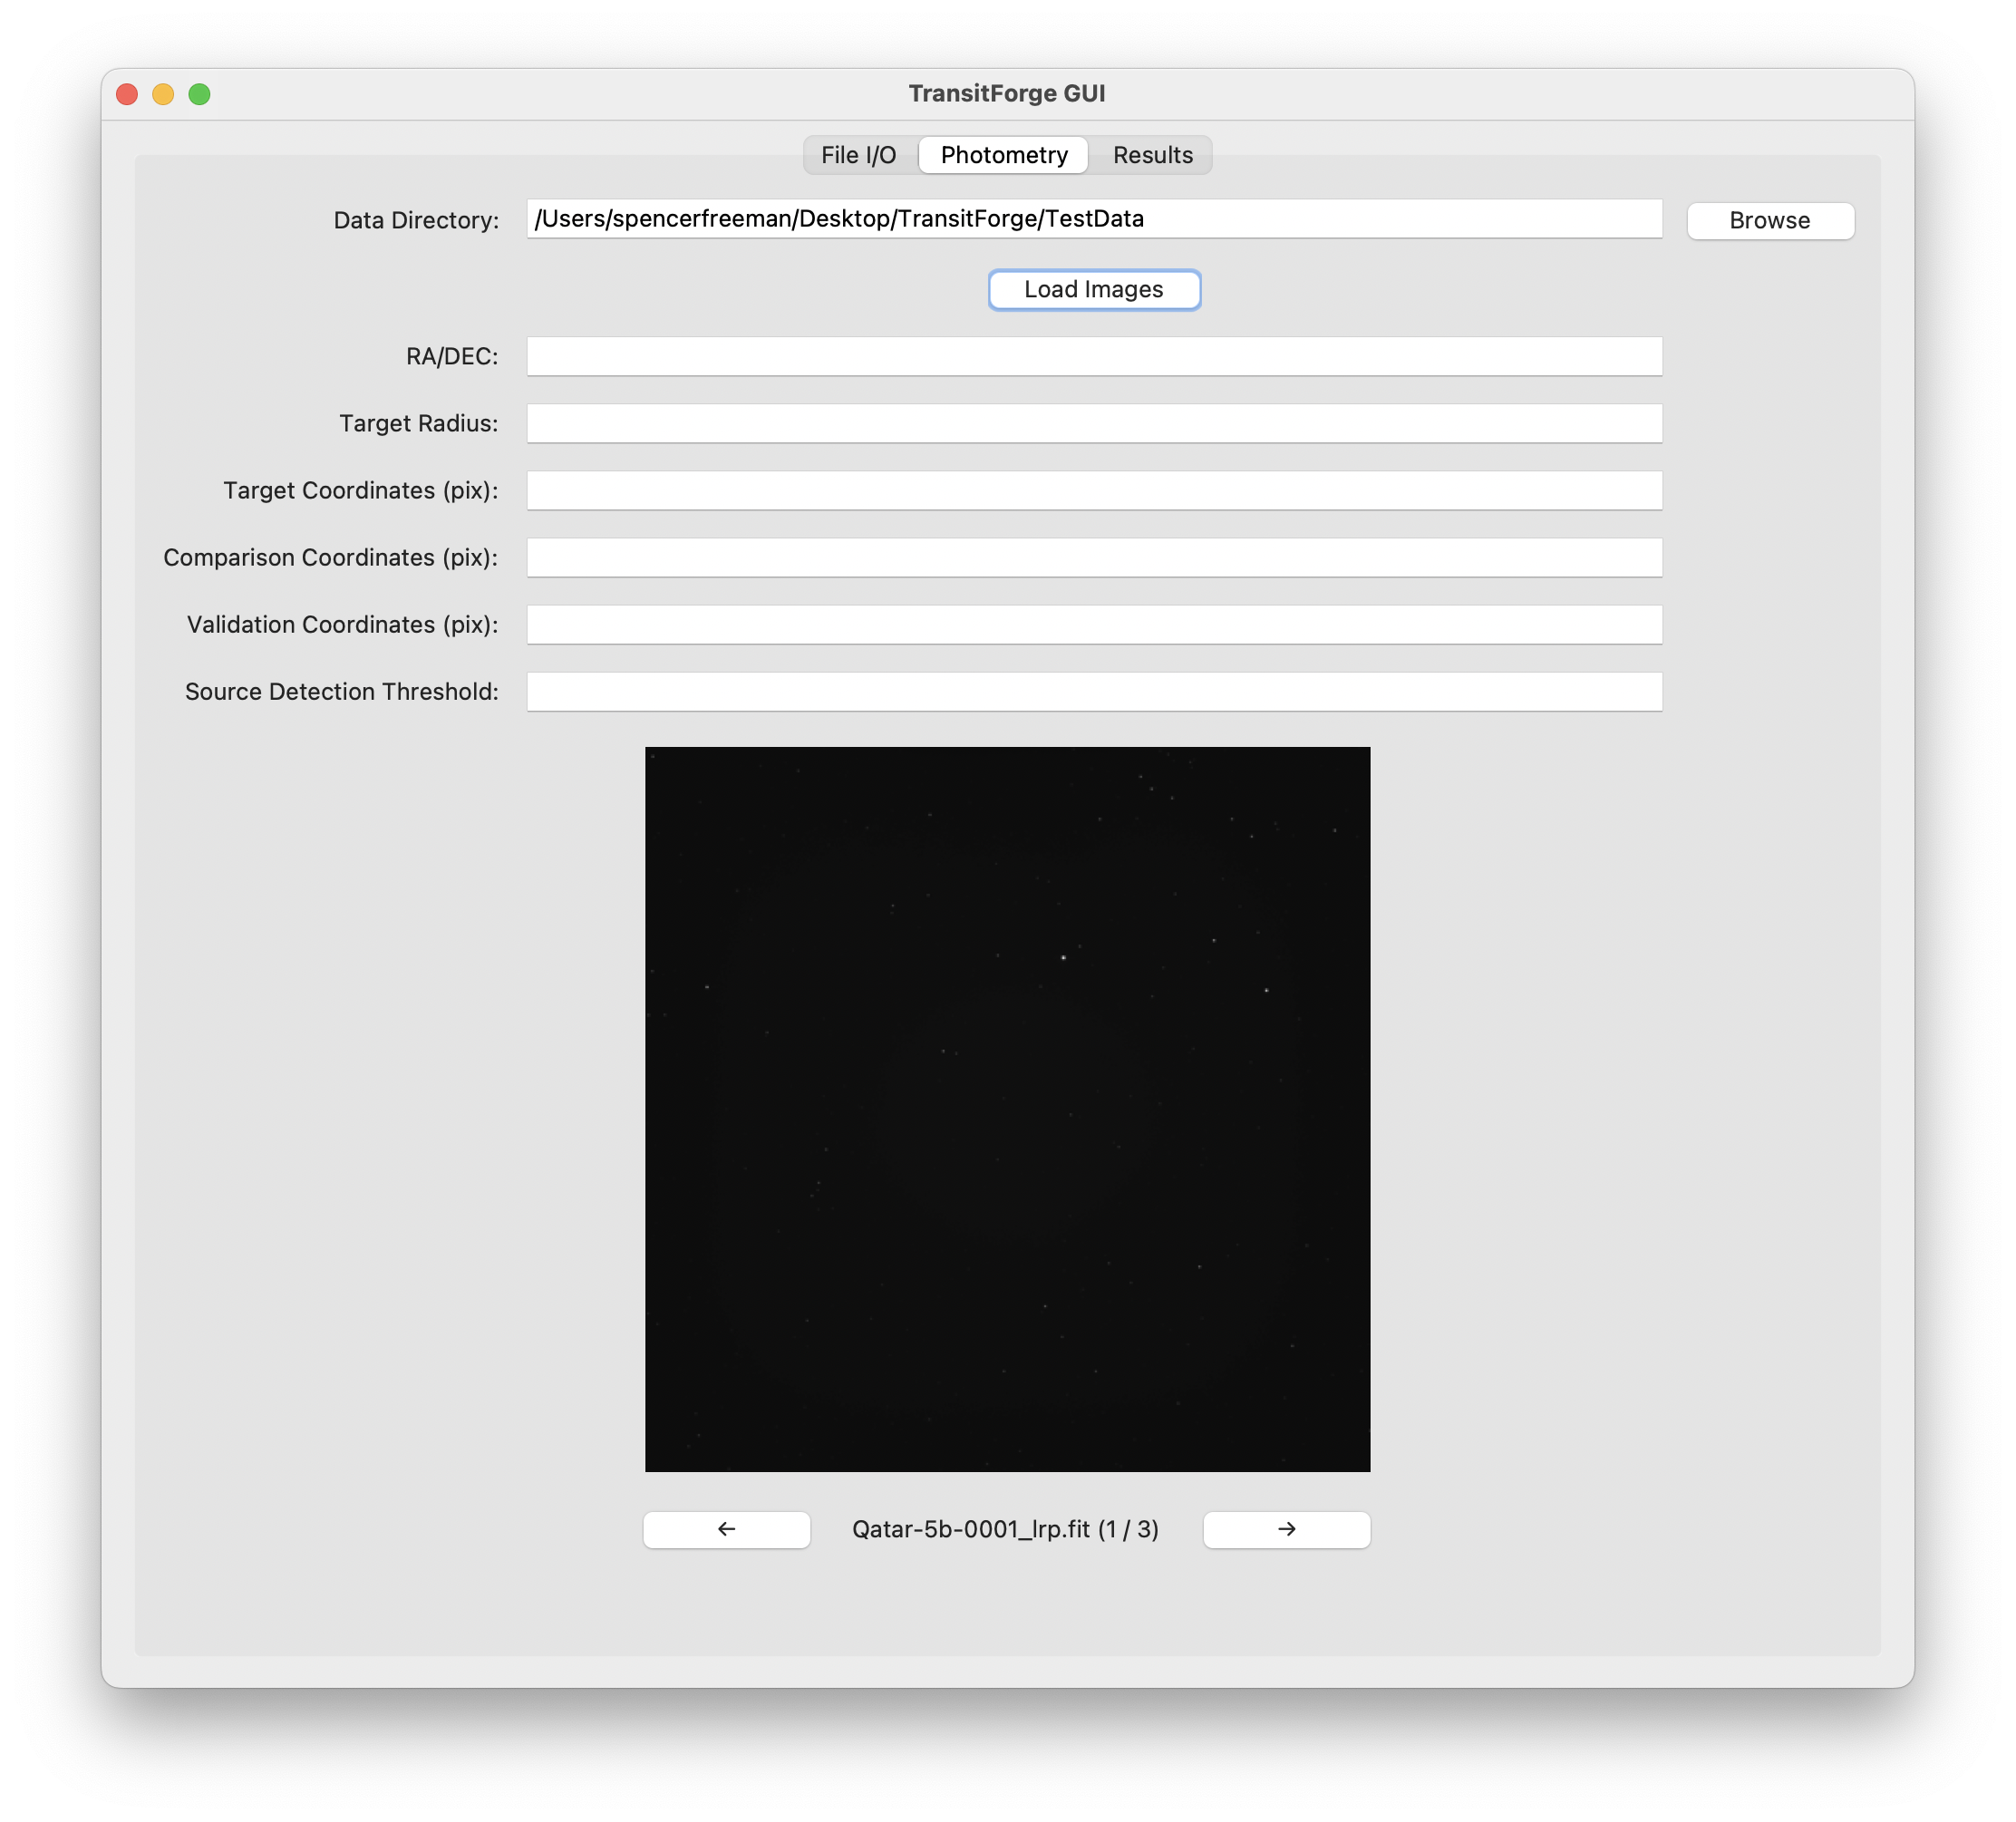 TransitForge GUI
File I/O Photometry Results
Data Directory: /Users/spencerfreeman/Desktop/TransitForge/TestData Browse
Load Images
RA/DEC:
Target Radius:
Target Coordinates (pix):
Comparison Coordinates (pix):
Validation Coordinates (pix):
Source Detection Threshold:
← Qatar-5b-0001_lrp.fit (1 / 3) →